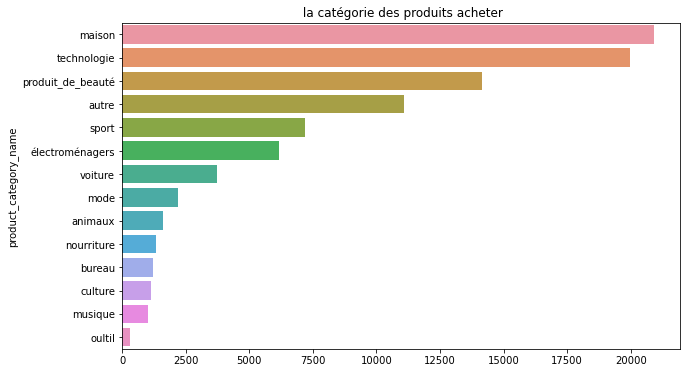 la catégorie des produits acheter
product_category_name
maison
technologie
produit_de_beauté
autre
sport
électroménagers
voiture
mode
animaux
nourriture
bureau
culture
musique
oultil
0 2500 5000 7500 10000 12500 15000 17500 20000